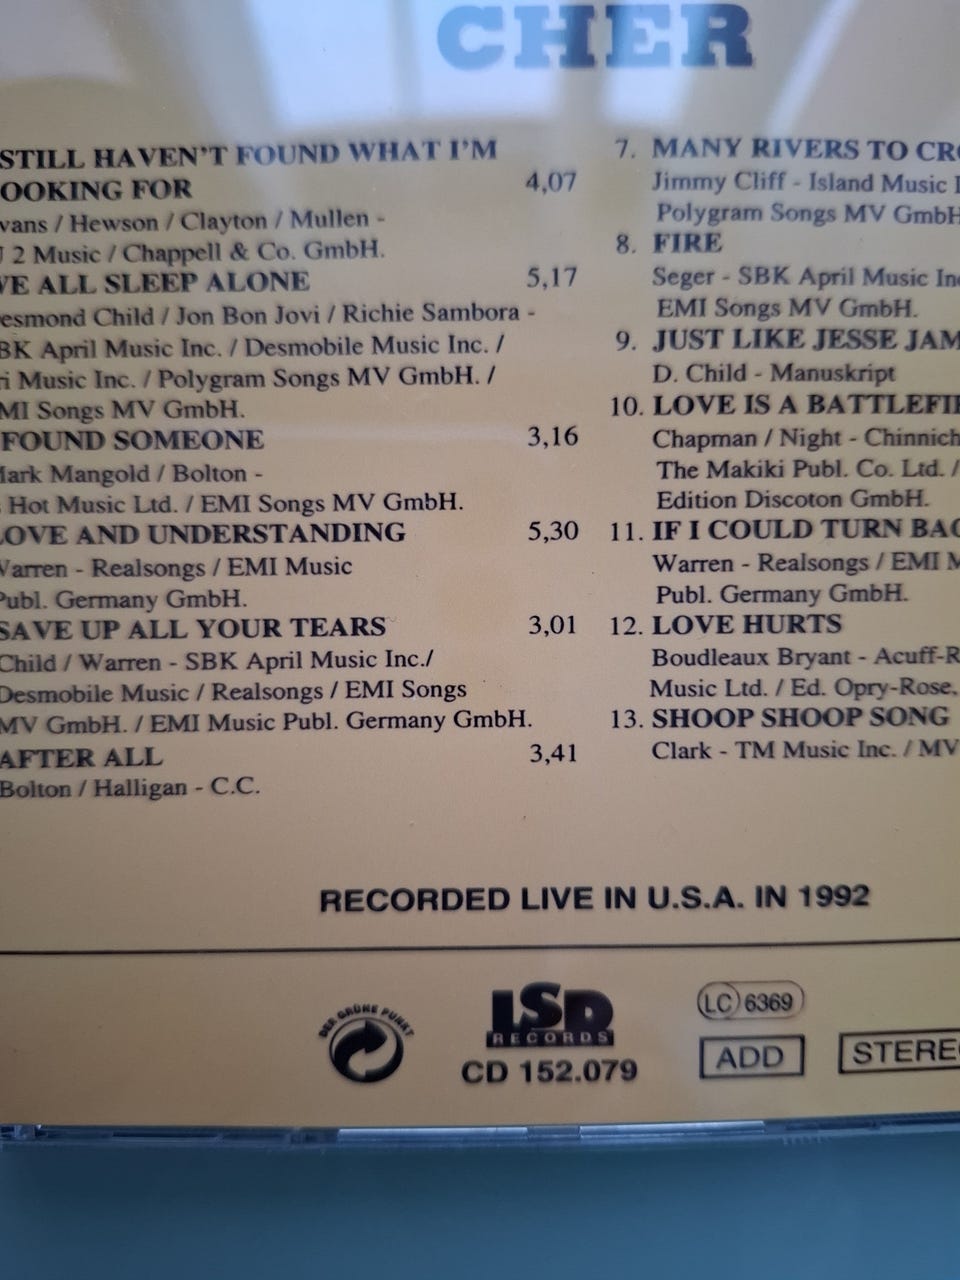 CHER
STILL HAVEN'T FOUND WHAT I'M
OOKING FOR 4,07
vans / Hewson / Clayton / Mullen -
2 Music / Chappell & Co. GmbH.
VE ALL SLEEP ALONE 5,17
esmond Child / Jon Bon Jovi / Richie Sambora -
BK April Music Inc. / Desmobile Music Inc. /
ri Music Inc. / Polygram Songs MV GmbH. /
MI Songs MV GmbH.
FOUND SOMEONE 3,16
Mark Mangold / Bolton -
Hot Music Ltd. / EMI Songs MV GmbH.
LOVE AND UNDERSTANDING 5,30
Warren - Realsongs / EMI Music
Publ. Germany GmbH.
SAVE UP ALL YOUR TEARS 3,01
Child / Warren - SBK April Music Inc./
Desmobile Music / Realsongs / EMI Songs
MV GmbH. / EMI Music Publ. Germany GmbH.
AFTER ALL 3,41
Bolton / Halligan - C.C.
7. MANY RIVERS TO CRO
Jimmy Cliff - Island Music I
Polygram Songs MV GmbH
8. FIRE
Seger - SBK April Music Inc
EMI Songs MV GmbH.
9. JUST LIKE JESSE JAM
D. Child - Manuskript
10. LOVE IS A BATTLEFIE
Chapman / Night - Chinnich
The Makiki Publ. Co. Ltd. /
Edition Discoton GmbH.
11. IF I COULD TURN BAC
Warren - Realsongs / EMI M
Publ. Germany GmbH.
12. LOVE HURTS
Boudleaux Bryant - Acuff-R
Music Ltd. / Ed. Opry-Rose.
13. SHOOP SHOOP SONG
Clark - TM Music Inc. / MV
RECORDED LIVE IN U.S.A. IN 1992
DER GRÜNE PUNKT
LSD
RECORDS
CD 152.079
LC 6369
ADD
STEREO